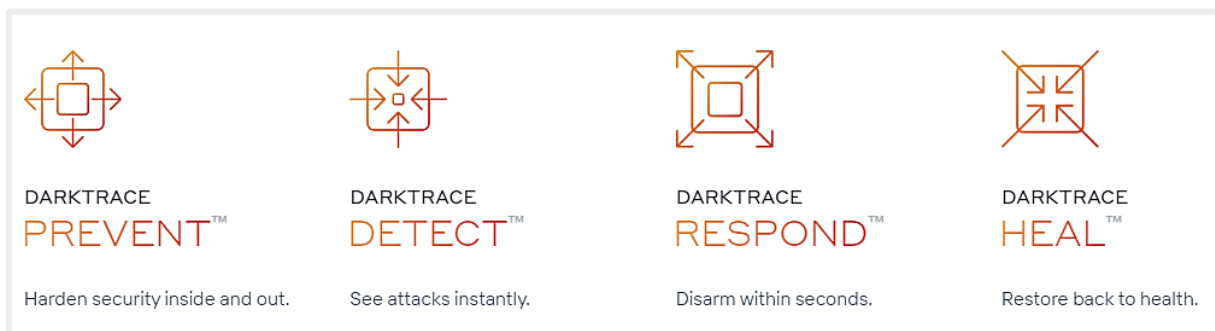 DARKTRACE
PREVENT™
Harden security inside and out.
DARKTRACE
DETECT™
See attacks instantly.
DARKTRACE
RESPOND™
Disarm within seconds.
DARKTRACE
HEAL™
Restore back to health.